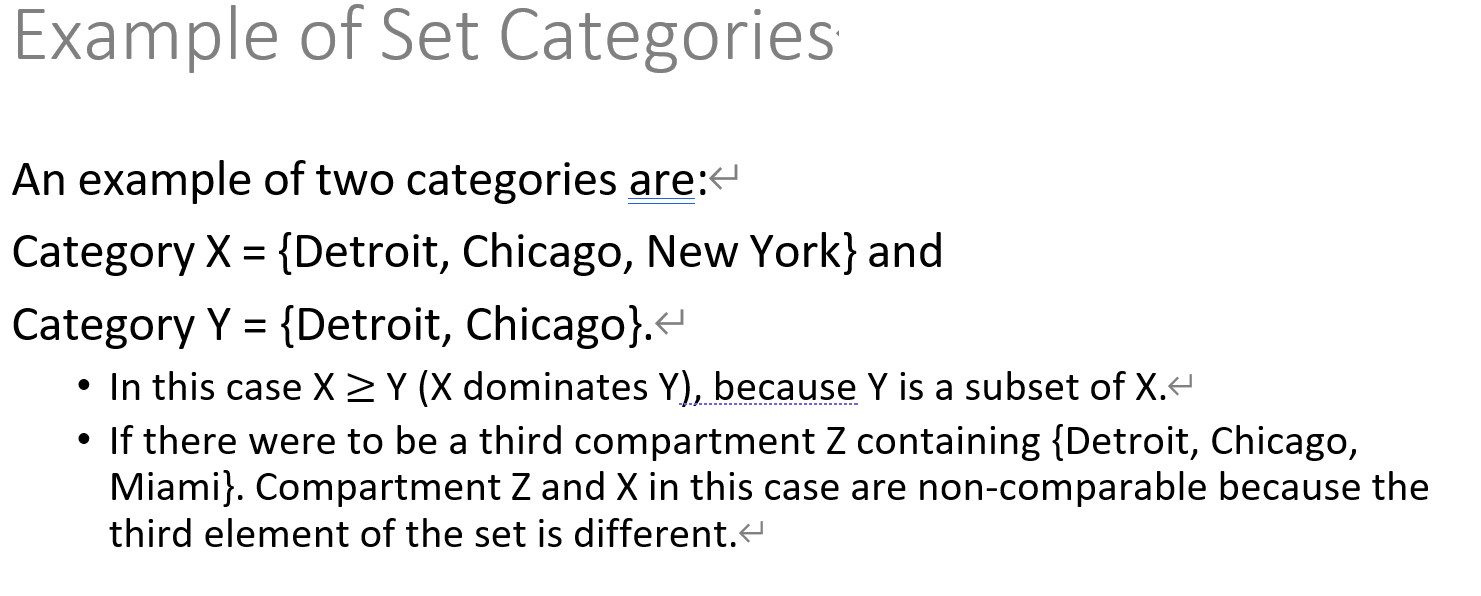 Example of Set Categories
An example of two categories are:↵
Category X = {Detroit, Chicago, New York} and
Category Y = {Detroit, Chicago}.↵
• In this case X ≥ Y (X dominates Y), because Y is a subset of X.↵
• If there were to be a third compartment Z containing {Detroit, Chicago,
Miami}. Compartment Z and X in this case are non-comparable because the
third element of the set is different.↵